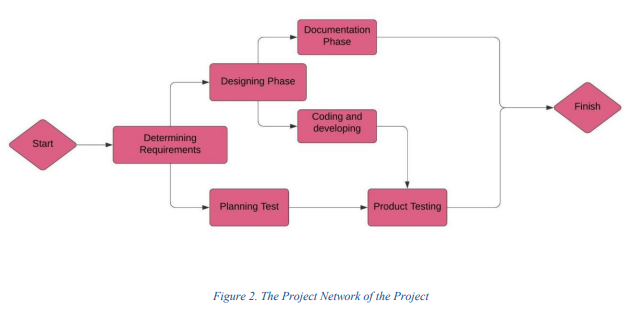 Documentation
Phase
Designing Phase
Coding and
developing
Start
Determining
Requirements
Finish
Planning Test
Product Testing
Figure 2. The Project Network of the Project